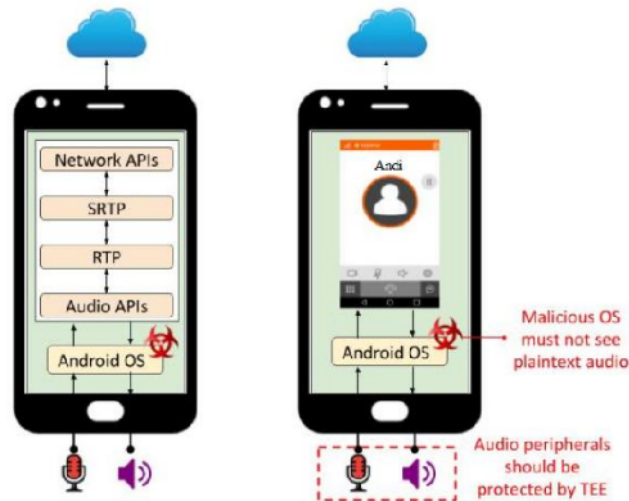 Network APIs
SRTP
RTP
Audio APIs
Android OS
Andi
Android OS
Malicious OS
must not see
plaintext audio
Audio peripherals
should be
protected by TEE